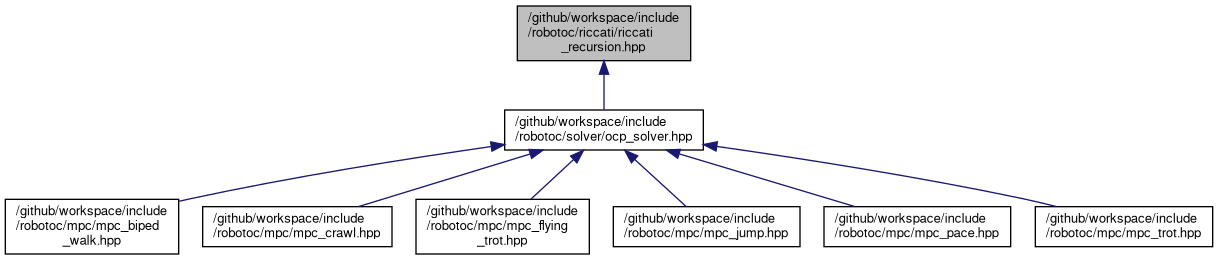 /github/workspace/include
/robotoc/riccati/riccati
_recursion.hpp
/github/workspace/include
/robotoc/solver/ocp_solver.hpp
/github/workspace/include
/robotoc/mpc/mpc_biped
_walk.hpp
/github/workspace/include
/robotoc/mpc/mpc_crawl.hpp
/github/workspace/include
/robotoc/mpc/mpc_flying
_trot.hpp
/github/workspace/include
/robotoc/mpc/mpc_jump.hpp
/github/workspace/include
/robotoc/mpc/mpc_pace.hpp
/github/workspace/include
/robotoc/mpc/mpc_trot.hpp